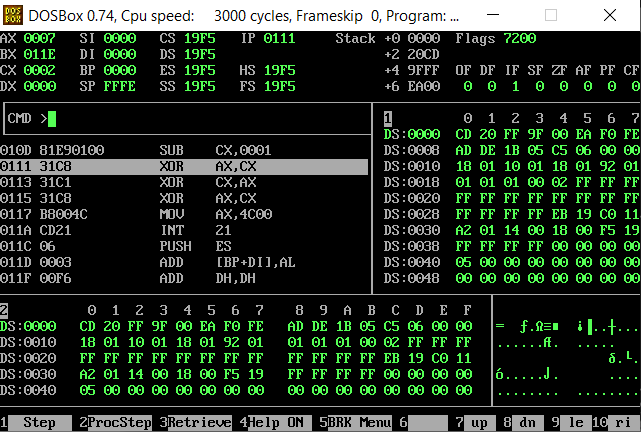 DOSBox 0.74, Cpu speed: 3000 cycles, Frameskip 0, Program: ...
AX 0007 SI 0000 CS 19F5 IP 0111 Stack +0 0000 Flags 7200
BX 011E DI 0000 DS 19F5 +2 20CD
CX 0002 BP 0000 ES 19F5 HS 19F5 +4 9FFF OF DF IF SF ZF AF PF CF
DX 0000 SP FFFE SS 19F5 FS 19F5 +6 EA00 0 0 1 0 0 0 0 0
CMD >
1 0 1 2 3 4 5 6 7
DS:0000 CD 20 FF 9F 00 EA F0 FE
DS:0008 AD DE 1B 05 C5 06 00 00
DS:0010 18 01 10 01 18 01 92 01
DS:0018 01 01 01 00 02 FF FF FF
DS:0020 FF FF FF FF FF FF FF FF
DS:0028 FF FF FF FF EB 19 C0 11
DS:0030 A2 01 14 00 18 00 F5 19
DS:0038 FF FF FF FF 00 00 00 00
DS:0040 05 00 00 00 00 00 00 00
DS:0048 00 00 00 00 00 00 00 00
010D 81E90100 SUB CX,0001
0111 31C8 XOR AX,CX
0113 31C1 XOR CX,AX
0115 31C8 XOR AX,CX
0117 B8004C MOV AX,4C00
011A CD21 INT 21
011C 06 PUSH ES
011D 0003 ADD [BP+DI],AL
011F 00F6 ADD DH,DH
2 0 1 2 3 4 5 6 7 8 9 A B C D E F
DS:0000 CD 20 FF 9F 00 EA F0 FE AD DE 1B 05 C5 06 00 00 = ƒ.Ω≡■ ¡▐..┼...
DS:0010 18 01 10 01 18 01 92 01 01 01 01 00 02 FF FF FF ......Æ. .....
DS:0020 FF FF FF FF FF FF FF FF FF FF FF FF EB 19 C0 11 δ.└.
DS:0030 A2 01 14 00 18 00 F5 19 FF FF FF FF 00 00 00 00 ó.....⌡. ....
DS:0040 05 00 00 00 00 00 00 00 00 00 00 00 00 00 00 00 ........ ........
1 Step 2ProcStep 3Retrieve 4Help ON 5BRK Menu 6 7 up 8 dn 9 le 10 ri